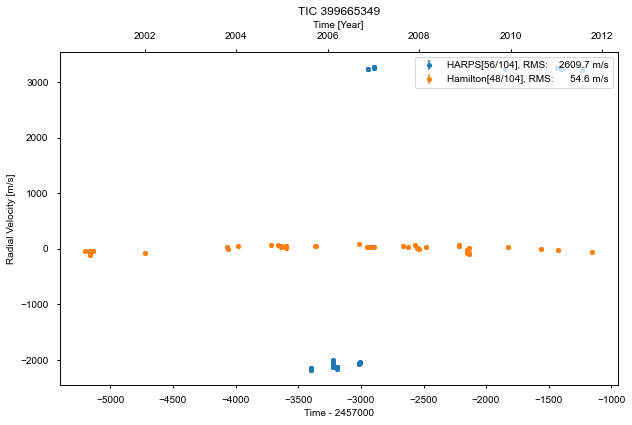 TIC 399665349
Time [Year]
2002 2004 2006 2008 2010 2012
HARPS[56/104], RMS: 2609.7 m/s
Hamilton[48/104], RMS: 54.6 m/s
Radial Velocity [m/s]
3000
2000
1000
0
−1000
−2000
−5000 −4500 −4000 −3500 −3000 −2500 −2000 −1500 −1000
Time - 2457000